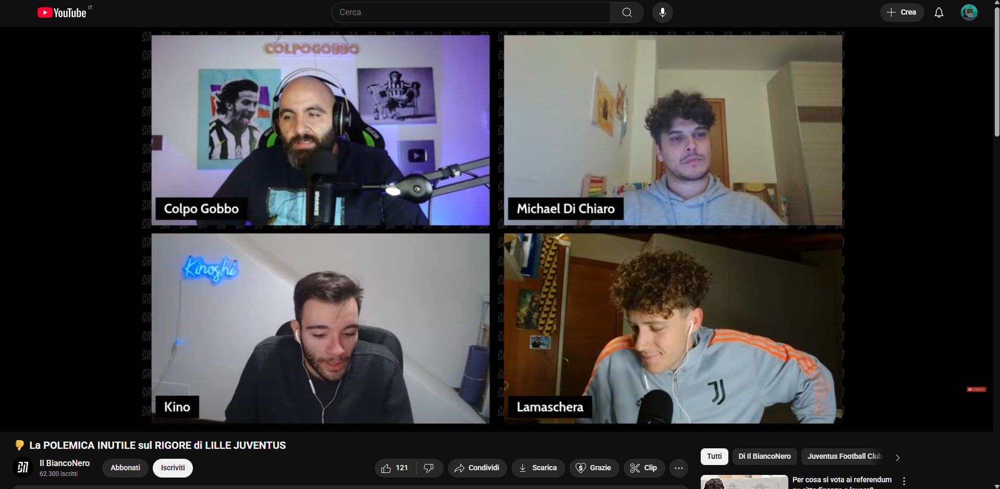 YouTube IT
Cerca
Crea
COLPOGOBBO
SHURE
Colpo Gobbo
Michael Di Chiaro
Kinoshi
Kino
Lamaschera
ISCRIVITI
👎 La POLEMICA INUTILE sul RIGORE di LILLE JUVENTUS
Il BiancoNero
62.300 iscritti
Abbonati
Iscriviti
121
Condividi
Scarica
Grazie
Clip
Tutti
Di Il BiancoNero
Juventus Football Club
Per cosa si vota ai referendum